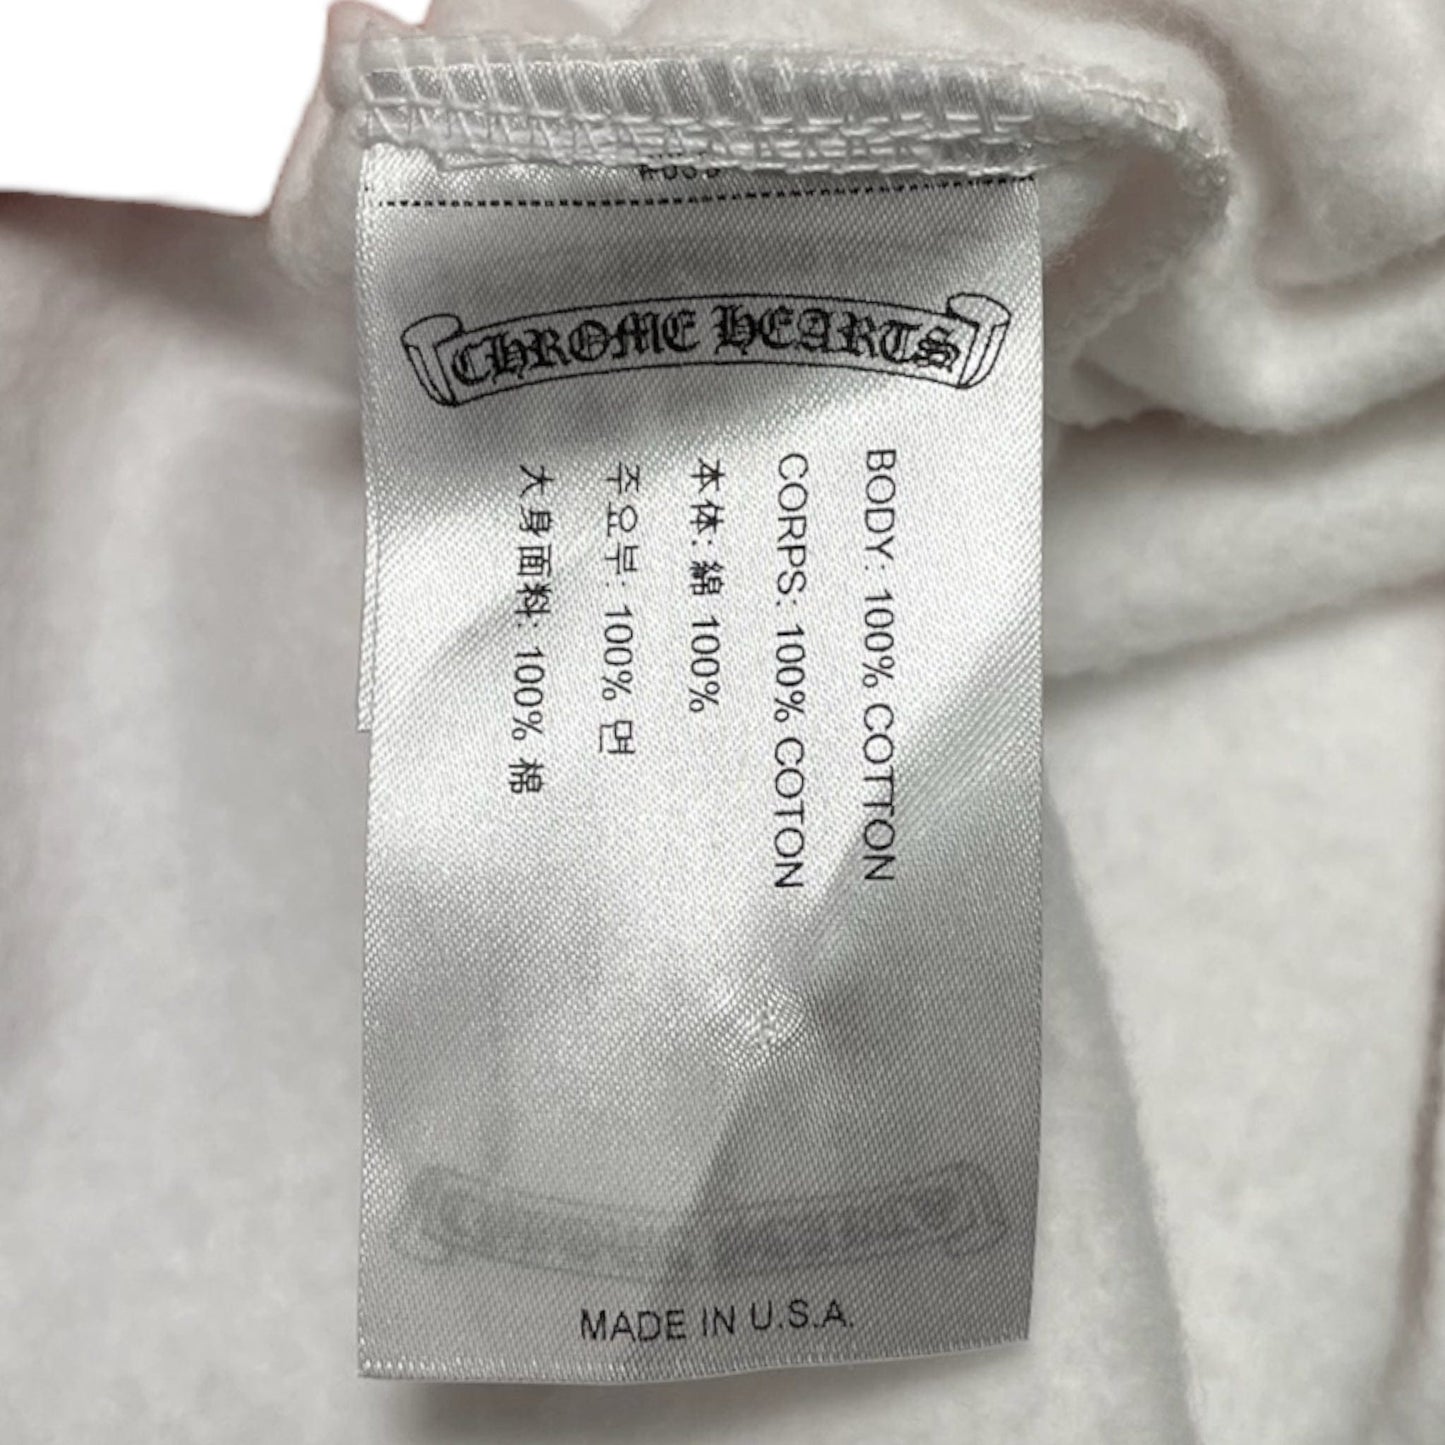 CHROME HEARTS
BODY: 100% COTTON
CORPS: 100% COTON
本体: 綿 100%
주요부: 100% 면
大身面料: 100% 棉
MADE IN U.S.A.